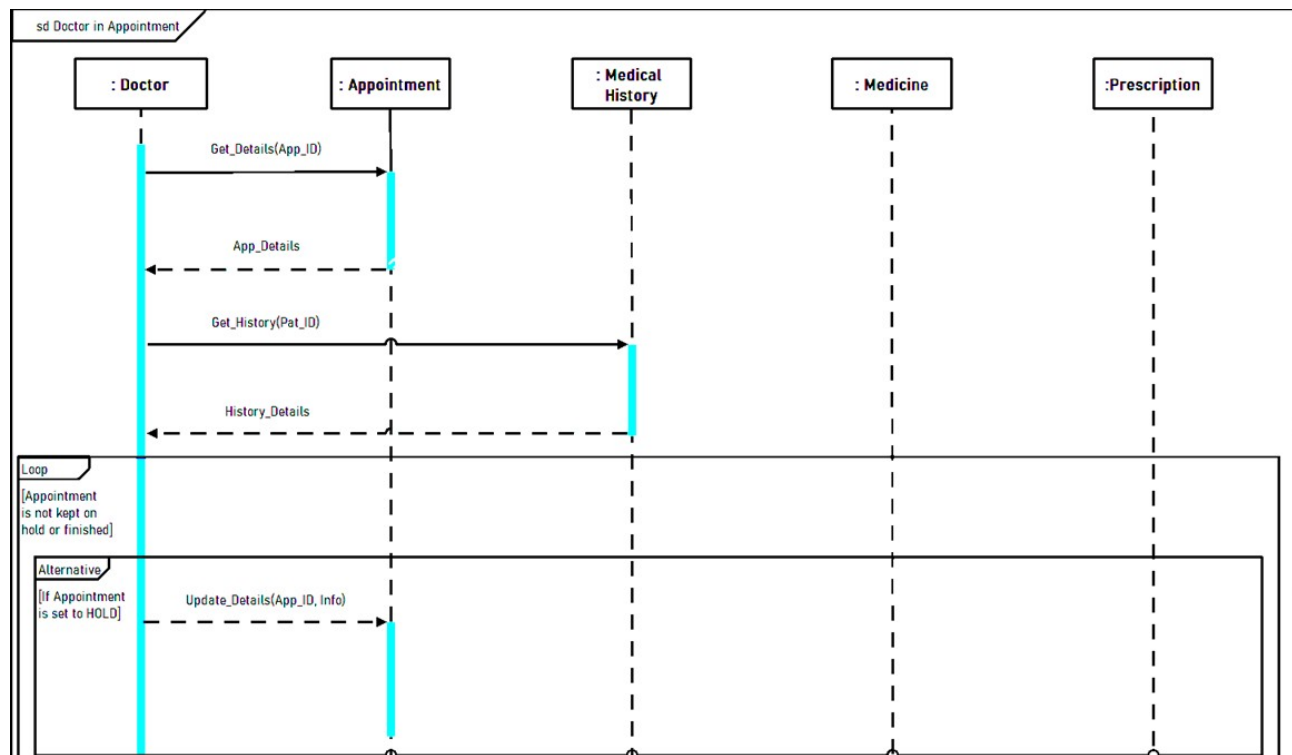 sd Doctor in Appointment
: Doctor
: Appointment
: Medical
History
: Medicine
:Prescription
Get_Details(App_ID)
App_Details
Get_History(Pat_ID)
History_Details
Loop
[Appointment
is not kept on
hold or finished]
Alternative
[If Appointment
is set to HOLD]
Update_Details(App_ID, Info)